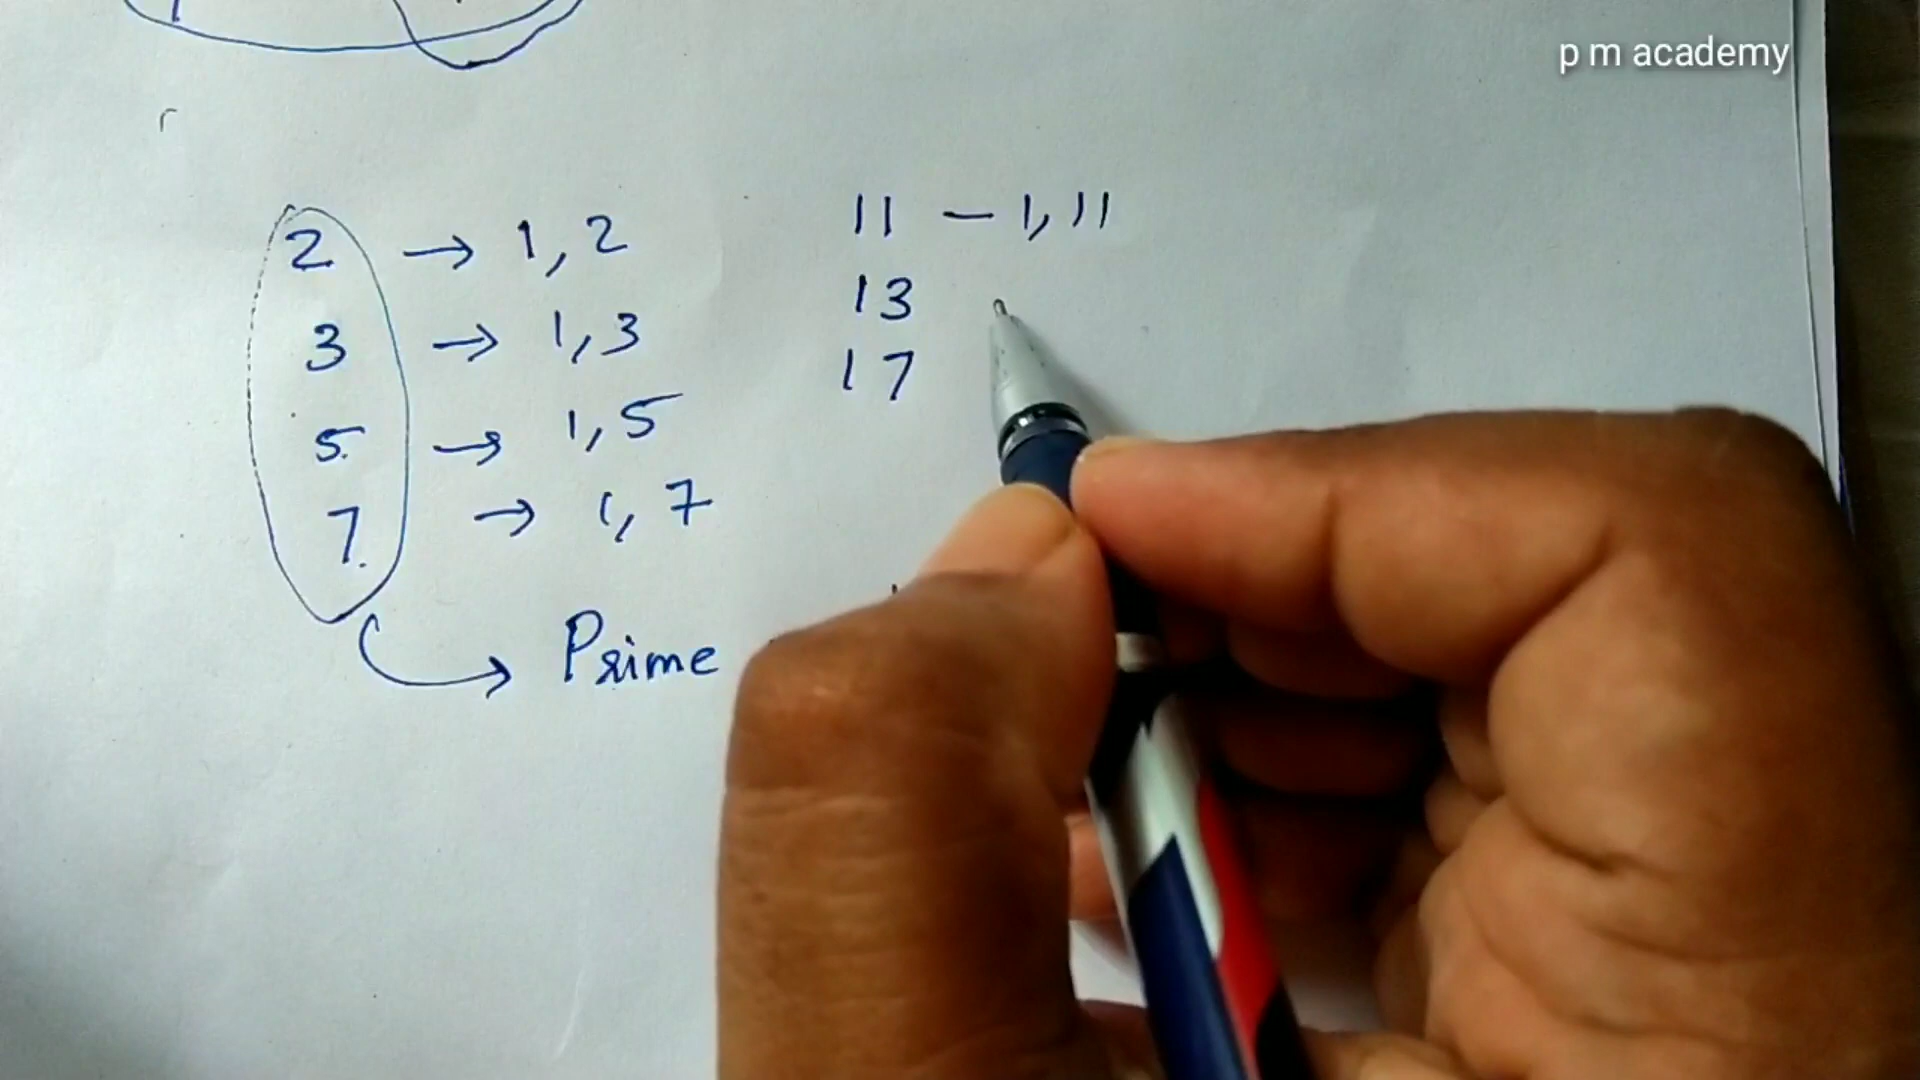 p m academy
2 → 1, 2
3 → 1, 3
5. → 1, 5
7. → 1, 7
Prime
11 — 1, 11
13
17